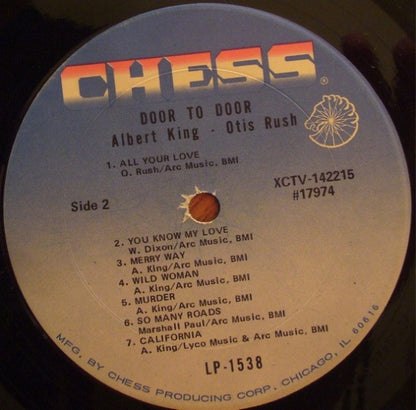 CHESS
®
DOOR TO DOOR
Albert King · Otis Rush
1. ALL YOUR LOVE
O. Rush/Arc Music, BMI
Side 2
XCTV-142215
#17974
2. YOU KNOW MY LOVE
W. Dixon/Arc Music, BMI
3. MERRY WAY
A. King/Arc Music, BMI
4. WILD WOMAN
A. King/Arc Music, BMI
5. MURDER
A. King/Arc Music, BMI
6. SO MANY ROADS
Marshall Paul/Arc Music, BMI
7. CALIFORNIA
A. King/Lyco Music & Arc Music, BMI
LP-1538
MFG. BY CHESS PRODUCING CORP., CHICAGO, IL 60616